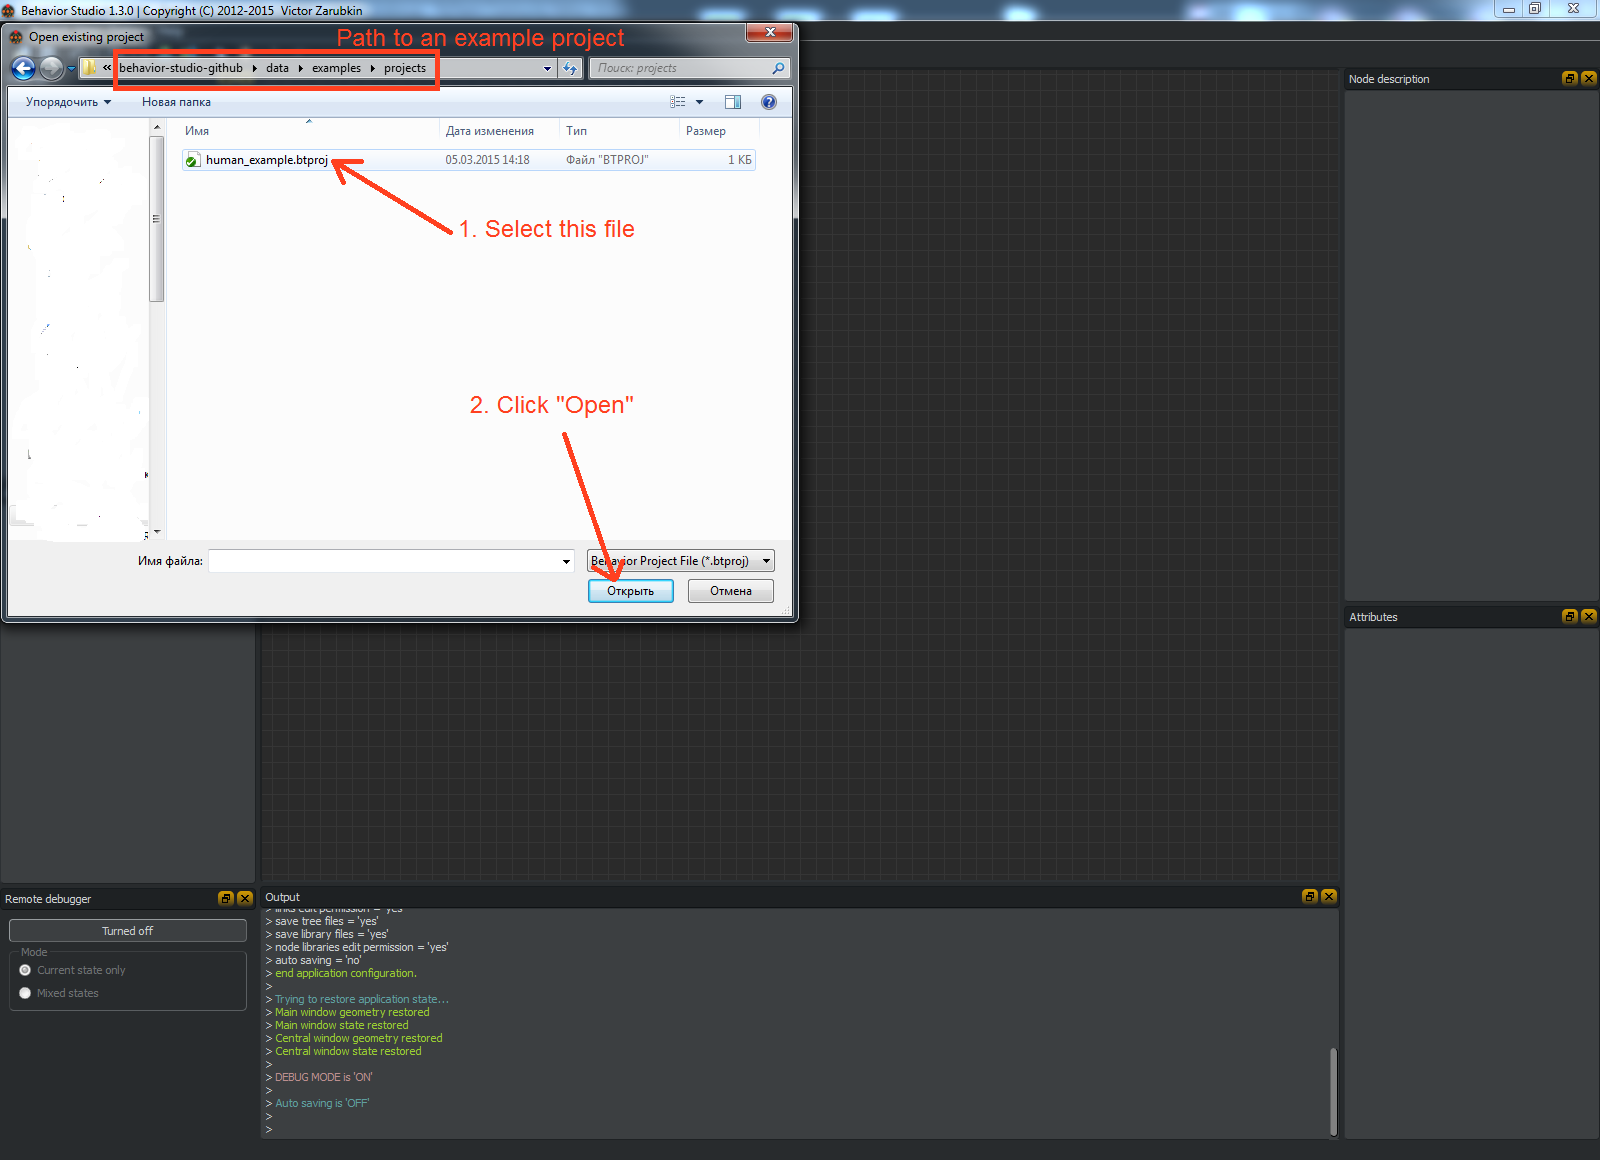 Behavior Studio 1.3.0 | Copyright (C) 2012-2015  Victor Zarubkin
Open existing project
Path to an example project
« behavior-studio-github data examples projects
Поиск: projects
Упорядочить
Новая папка
Имя
Дата изменения
Тип
Размер
human_example.btproj
05.03.2015 14:18
Файл "BTPROJ"
1 КБ
1. Select this file
2. Click "Open"
Имя файла:
Behavior Project File (*.btproj)
Открыть
Отмена
Node description
Attributes
Remote debugger
Turned off
Mode
Current state only
Mixed states
Output
> links edit permission = 'yes'
> save tree files = 'yes'
> save library files = 'yes'
> node libraries edit permission = 'yes'
> auto saving = 'no'
> end application configuration.
>
> Trying to restore application state...
> Main window geometry restored
> Main window state restored
> Central window geometry restored
> Central window state restored
>
> DEBUG MODE is 'ON'
>
> Auto saving is 'OFF'
>
>